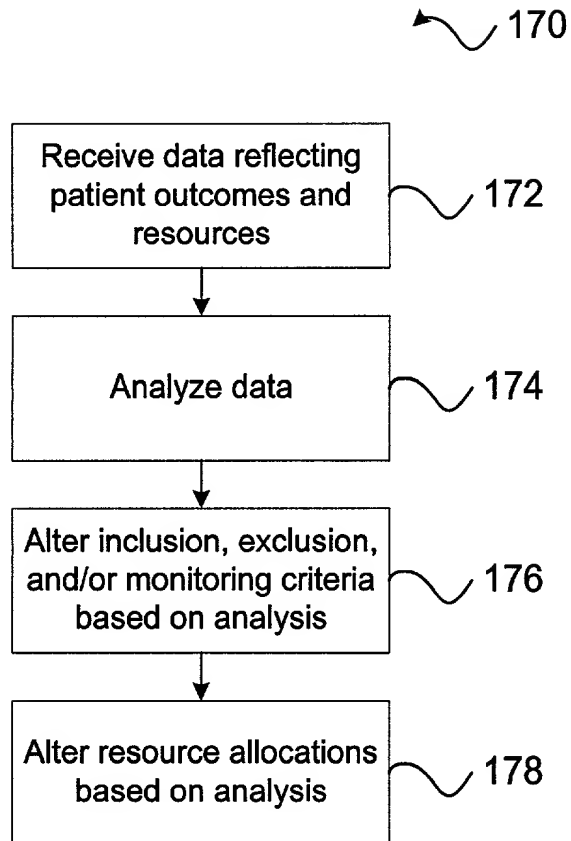 170
Receive data reflecting
patient outcomes and
resources
172
Analyze data
174
Alter inclusion, exclusion,
and/or monitoring criteria
based on analysis
176
Alter resource allocations
based on analysis
178